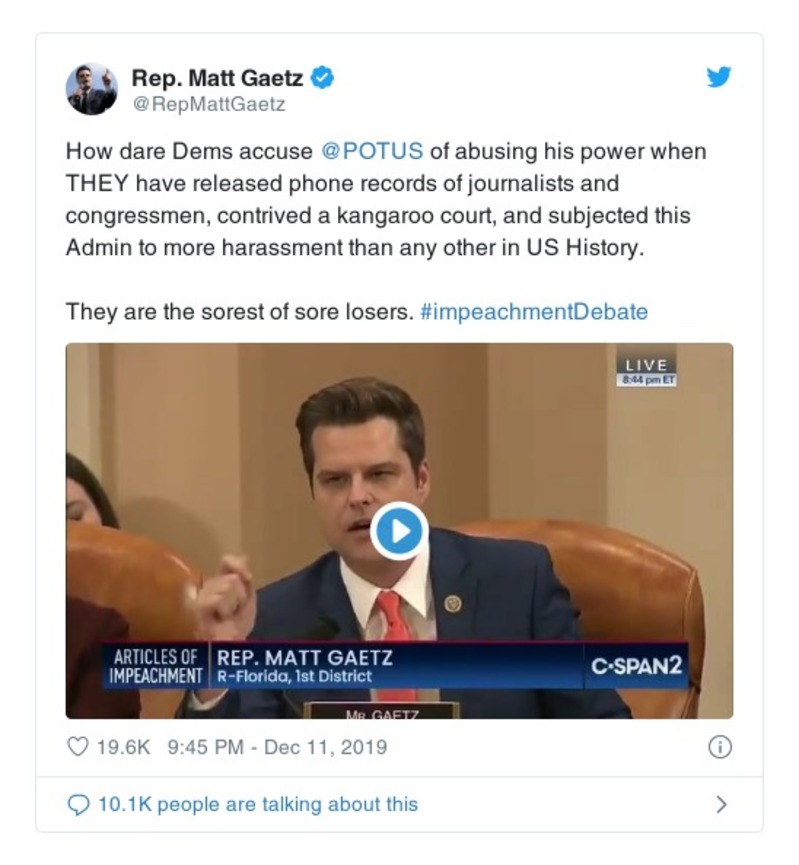 Rep. Matt Gaetz
@RepMattGaetz
How dare Dems accuse @POTUS of abusing his power when
THEY have released phone records of journalists and
congressmen, contrived a kangaroo court, and subjected this
Admin to more harassment than any other in US History.
They are the sorest of sore losers. #impeachmentDebate
LIVE
8:44 pm ET
ARTICLES OF
IMPEACHMENT
REP. MATT GAETZ
R-Florida, 1st District
C-SPAN2
MR. GAETZ
19.6K 9:45 PM - Dec 11, 2019
10.1K people are talking about this